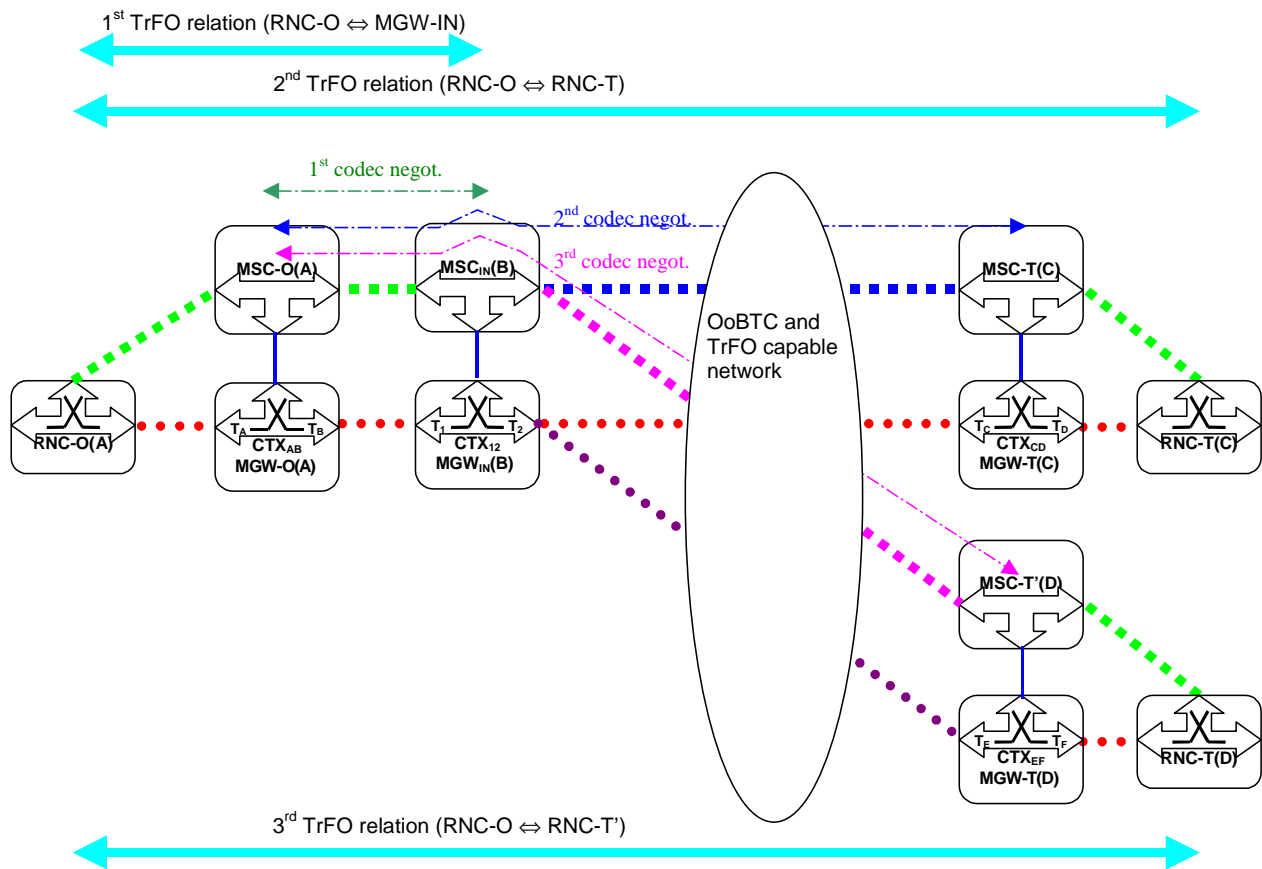 1st TrFO relation (RNC-O ⇔ MGW-IN)
2nd TrFO relation (RNC-O ⇔ RNC-T)
1st codec negot.
2nd codec negot.
3rd codec negot.
MSC-O(A)
MSCIN(B)
MSC-T(C)
OoBTC and
TrFO capable
network
RNC-O(A)
TA TB
CTXAB
MGW-O(A)
T1 T2
CTX12
MGWIN(B)
TC TD
CTXCD
MGW-T(C)
RNC-T(C)
MSC-T’(D)
TE TF
CTXEF
MGW-T(D)
RNC-T(D)
3rd TrFO relation (RNC-O ⇔ RNC-T’)